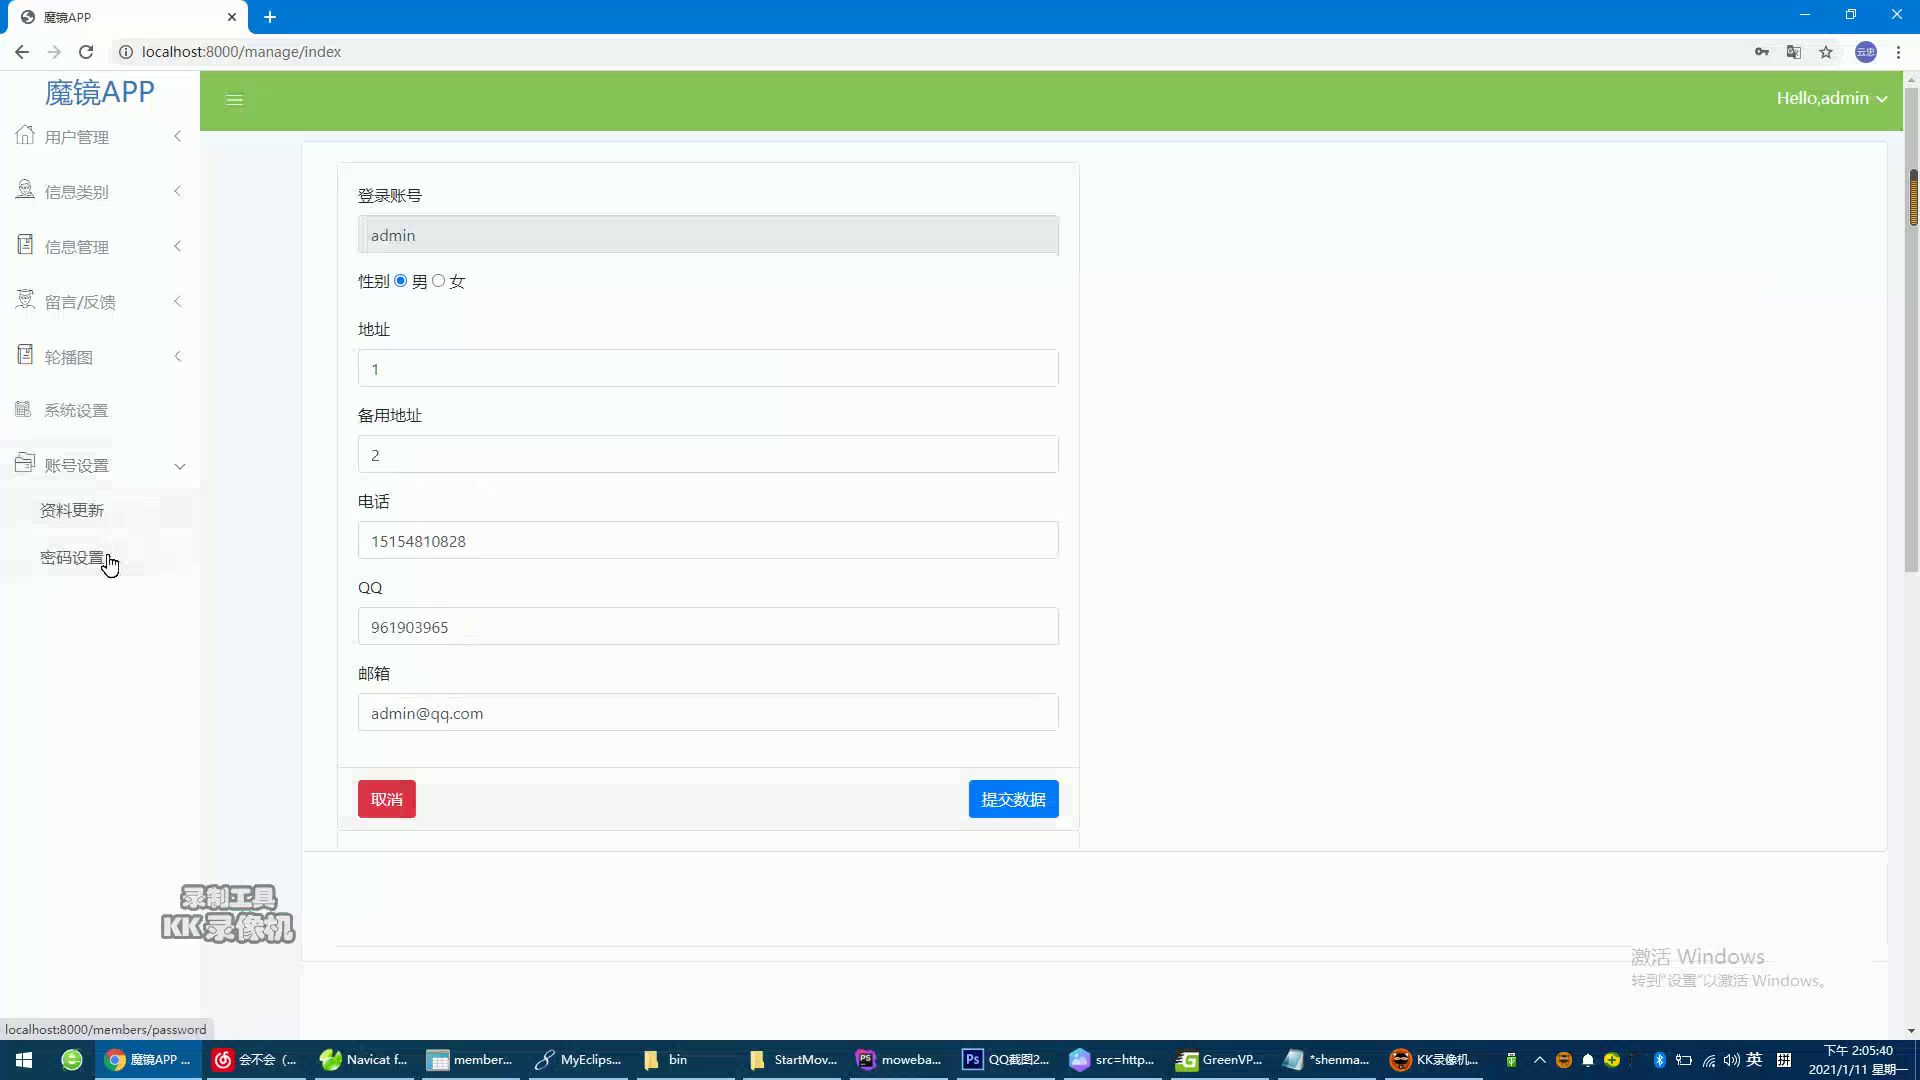 魔镜APP
localhost:8000/manage/index
云忠
魔镜APP
Hello,admin
用户管理
信息类别
信息管理
留言/反馈
轮播图
系统设置
账号设置
资料更新
密码设置
登录账号
admin
性别 男 女
地址
1
备用地址
2
电话
15154810828
QQ
961903965
邮箱
admin@qq.com
取消
提交数据
录制工具
KK录像机
激活 Windows
转到"设置"以激活 Windows。
localhost:8000/members/password
魔镜APP ...
会不会（...
Navicat f...
member...
MyEclips...
bin
StartMov...
moweba...
QQ截图2...
src=http...
GreenVP...
*shenma...
KK录像机...
英
拼
下午 2:05:40
2021/1/11 星期一